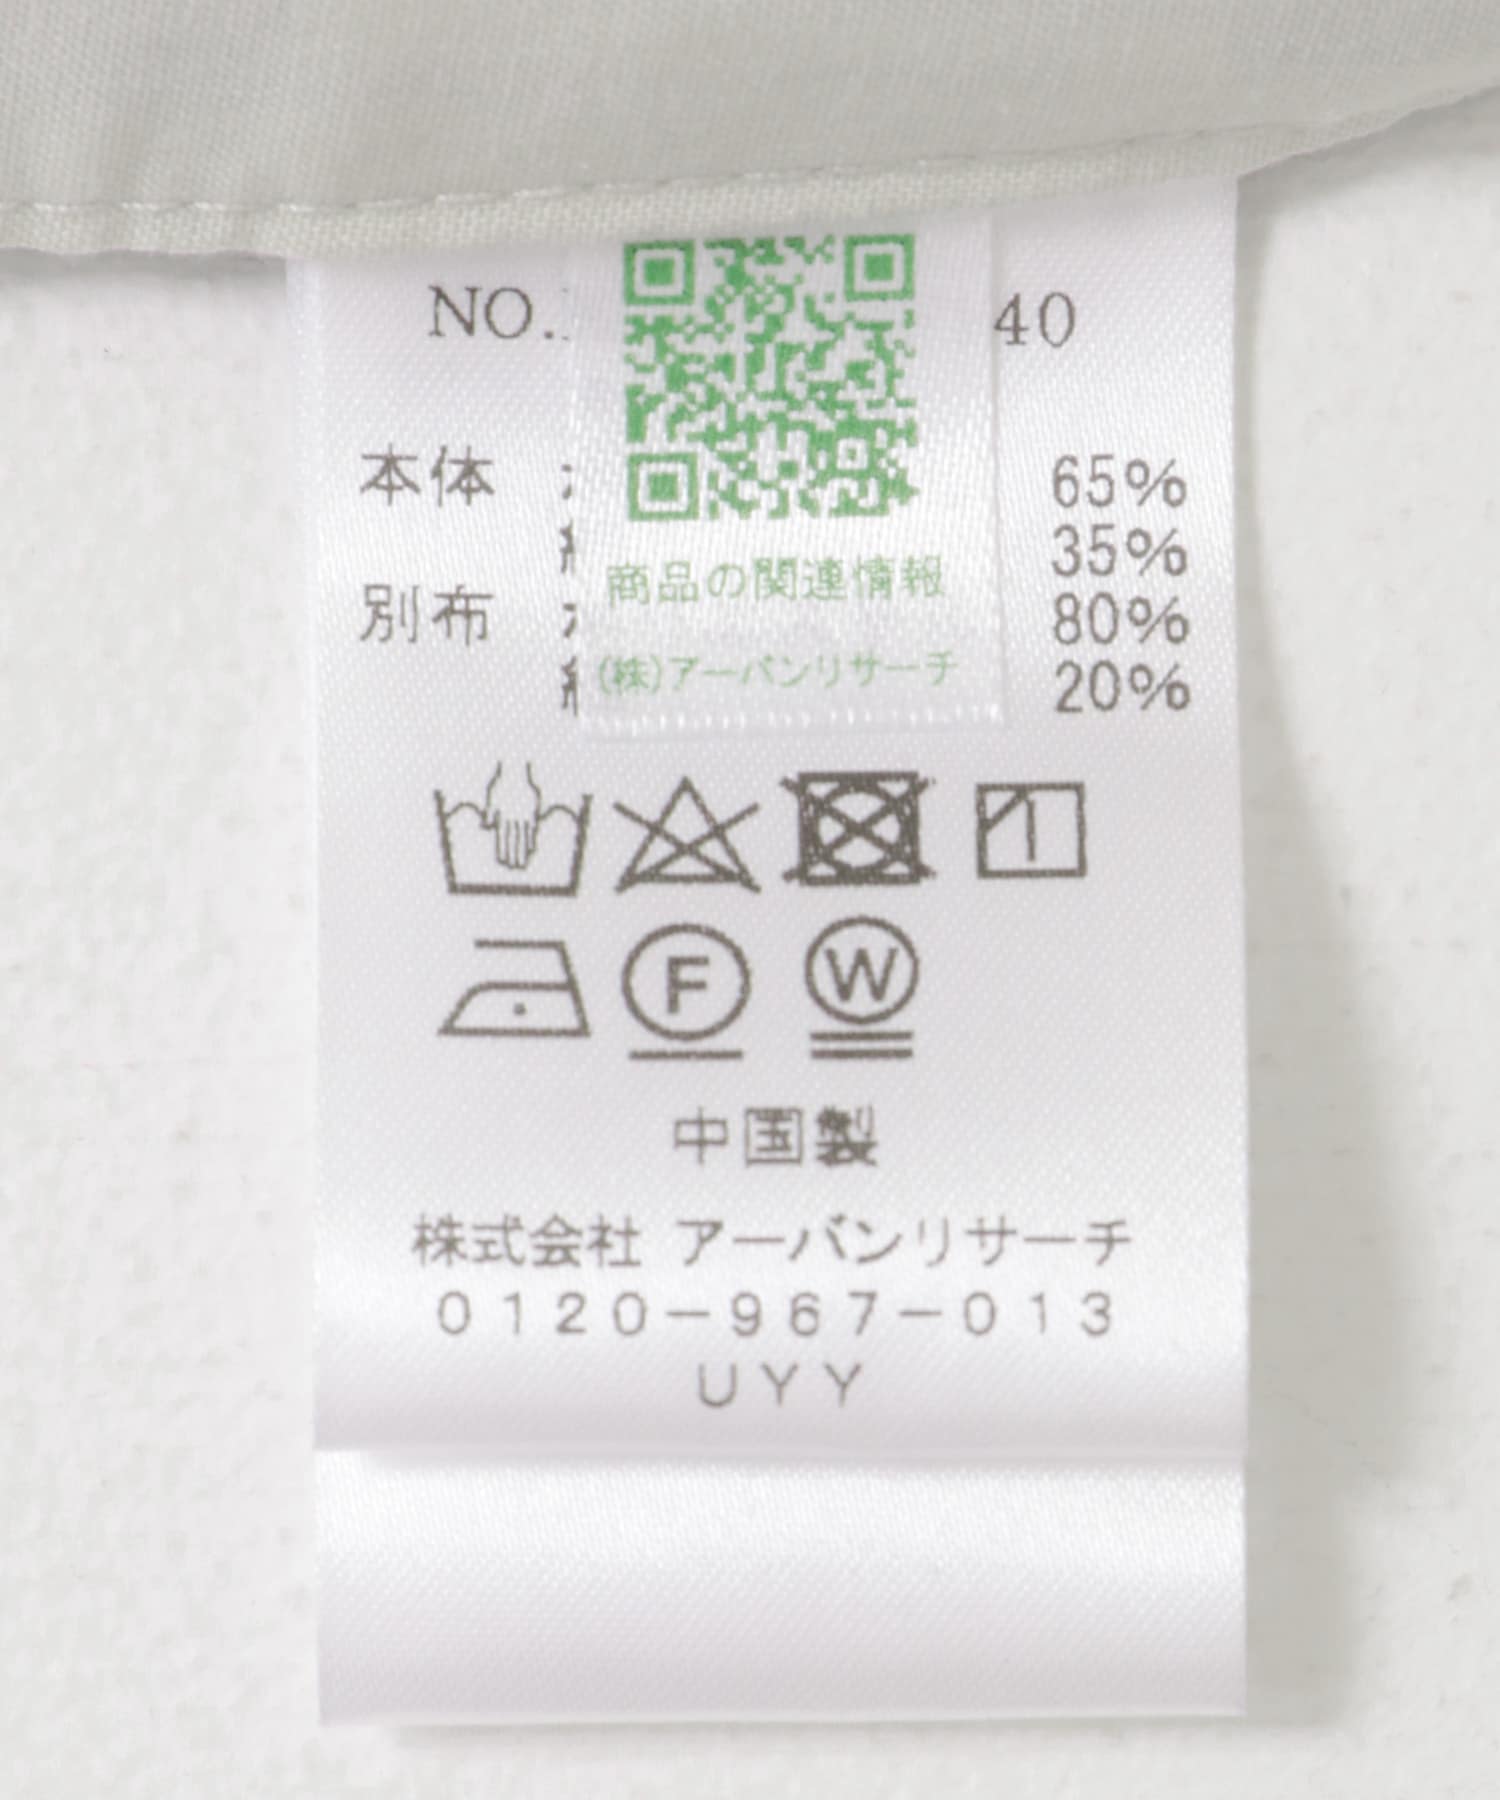 NO. 40
本体 65%
35%
別布 80%
20%
商品の関連情報
(株)アーバンリサーチ
F W
中国製
株式会社 アーバンリサーチ
0120-967-013
UYY